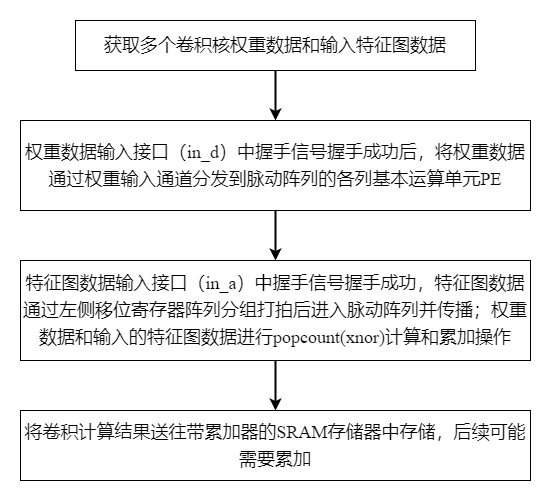 获取多个卷积核权重数据和输入特征图数据
权重数据输入接口（in_d）中握手信号握手成功后，将权重数据
通过权重输入通道分发到脉动阵列的各列基本运算单元PE
特征图数据输入接口（in_a）中握手信号握手成功，特征图数据
通过左侧移位寄存器阵列分组打拍后进入脉动阵列并传播；权重
数据和输入的特征图数据进行popcount(xnor)计算和累加操作
将卷积计算结果送往带累加器的SRAM存储器中存储，后续可能
需要累加